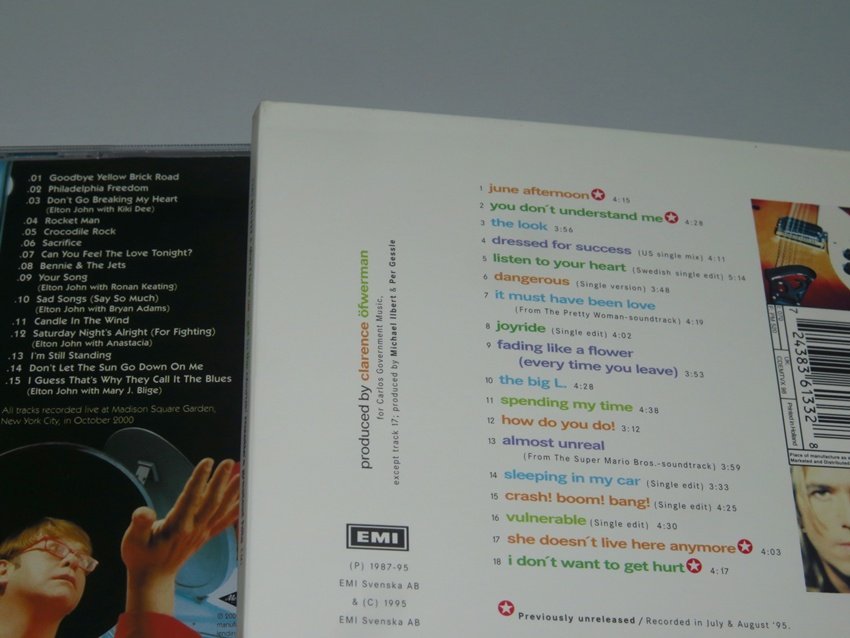 .01 Goodbye Yellow Brick Road
.02 Philadelphia Freedom
.03 Don't Go Breaking My Heart
(Elton John with Kiki Dee)
.04 Rocket Man
.05 Crocodile Rock
.06 Sacrifice
.07 Can You Feel The Love Tonight?
.08 Bennie & The Jets
.09 Your Song
(Elton John with Ronan Keating)
.10 Sad Songs (Say So Much)
(Elton John with Bryan Adams)
.11 Candle In The Wind
.12 Saturday Night's Alright (For Fighting)
(Elton John with Anastacia)
.13 I'm Still Standing
.14 Don't Let The Sun Go Down On Me
.15 I Guess That's Why They Call It The Blues
(Elton John with Mary J. Blige)
All tracks recorded live at Madison Square Garden,
New York City, in October 2000
produced by clarence öfwerman
for Carlos Government Music,
except track 17; produced by Michael Ilbert & Per Gessle
EMI
(P) 1987-95
EMI Svenska AB
& (C) 1995
EMI Svenska AB
1 june afternoon 4:15
2 you don´t understand me 4:28
3 the look 3:56
4 dressed for success (US single mix) 4:11
5 listen to your heart (Swedish single edit) 5:14
6 dangerous (Single version) 3:48
7 it must have been love
(From The Pretty Woman-soundtrack) 4:19
8 joyride (Single edit) 4:02
9 fading like a flower
(every time you leave) 3:53
10 the big L. 4:28
11 spending my time 4:38
12 how do you do! 3:12
13 almost unreal
(From The Super Mario Bros.-soundtrack) 3:59
14 sleeping in my car (Single edit) 3:33
15 crash! boom! bang! (Single edit) 4:25
16 vulnerable (Single edit) 4:30
17 she doesn´t live here anymore 4:03
18 i don´t want to get hurt 4:17
Previously unreleased / Recorded in July & August '95.
7 24383 61332 8
Printed in Holland
Place of manufacture as
Marketed and Distributed